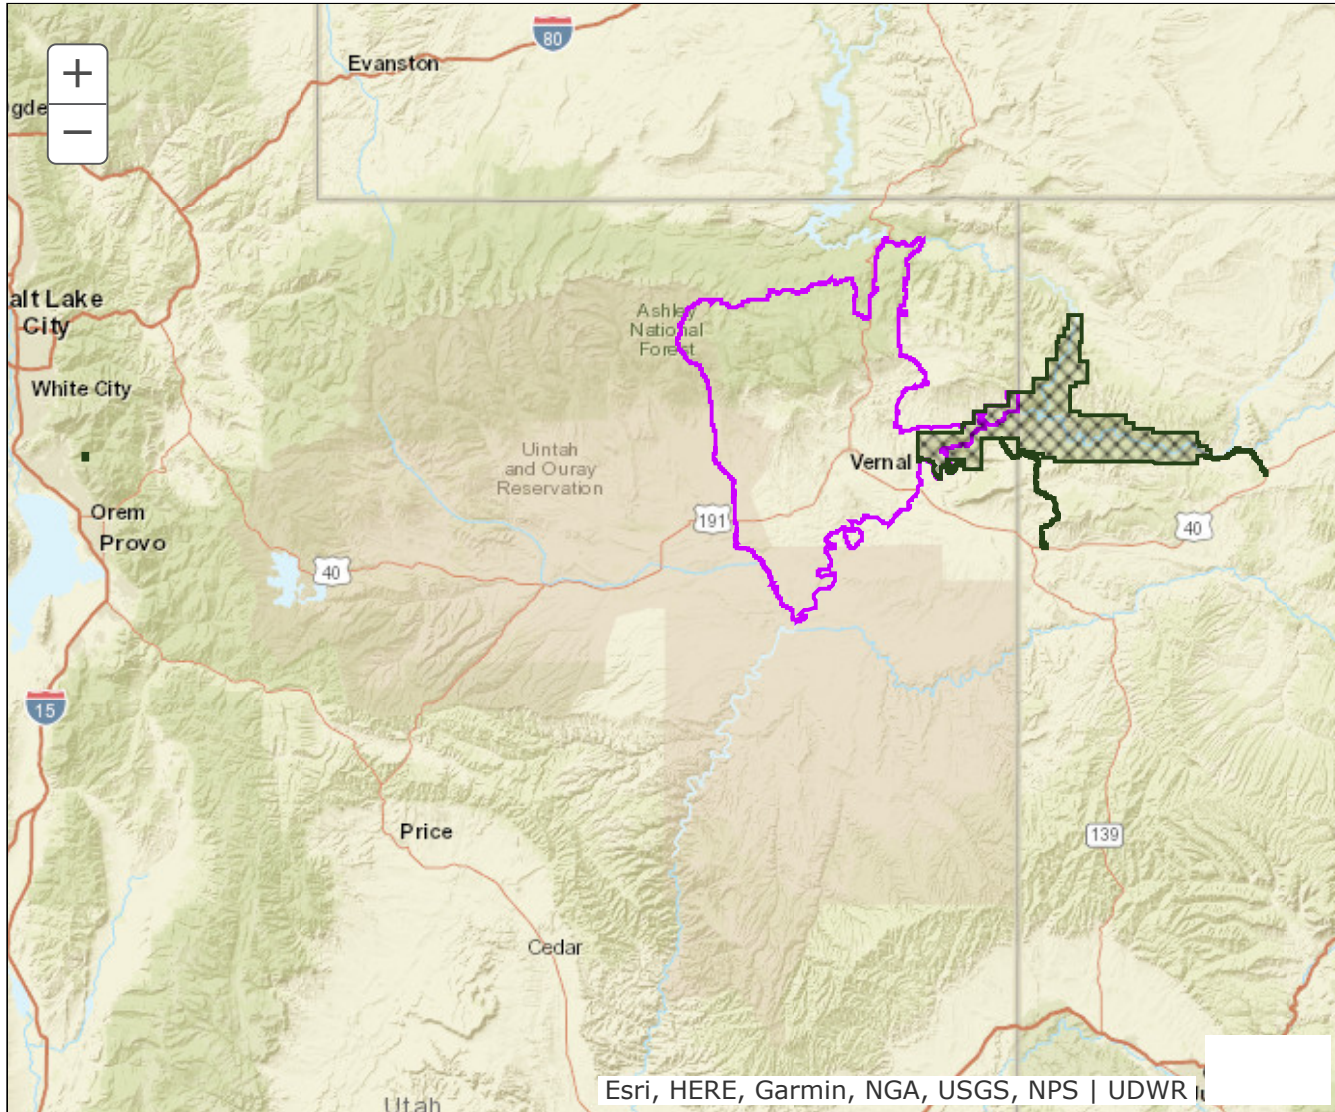 80
Evanston
+
gde
−
Ashley
National
Forest
alt Lake
City
White City
Uintah
and Ouray
Reservation
Vernal
191
40
Orem
Provo
40
15
139
Price
Cedar
Utah
Esri, HERE, Garmin, NGA, USGS, NPS | UDWR